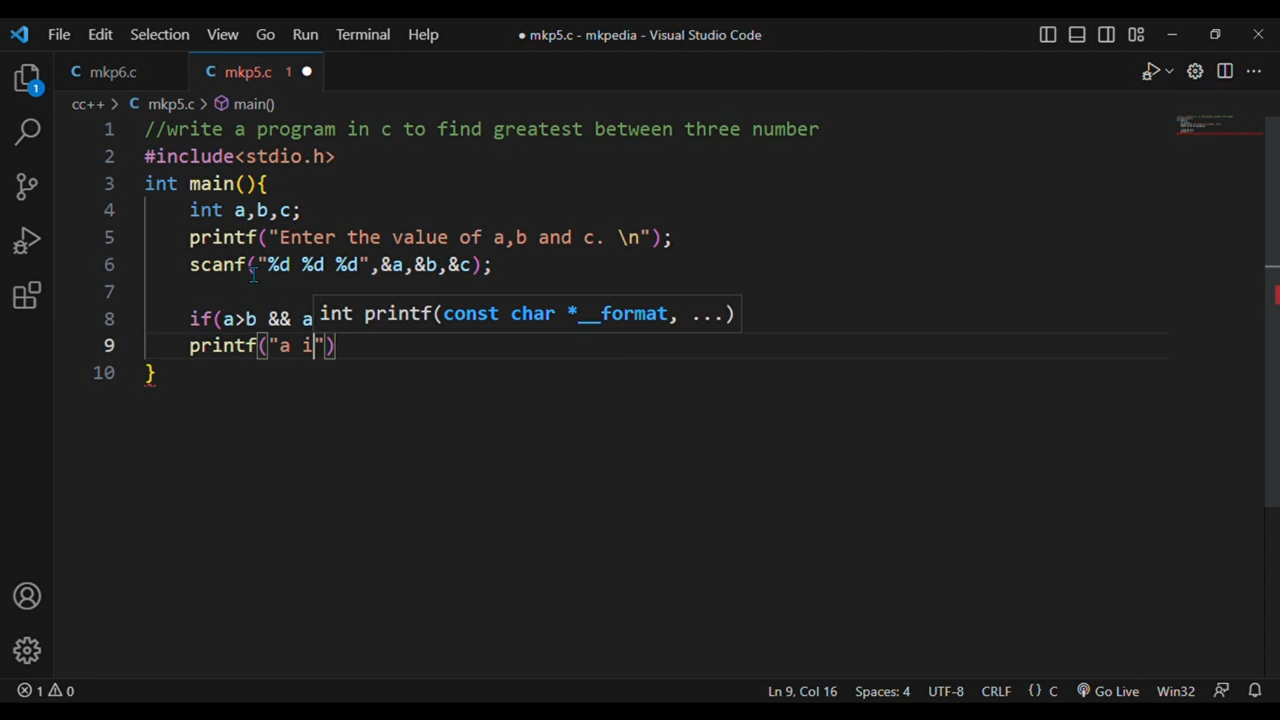 File Edit Selection View Go Run Terminal Help ● mkp5.c - mkpedia - Visual Studio Code
C mkp6.c C mkp5.c 1 ●
1
cc++ > C mkp5.c > main()
1 //write a program in c to find greatest between three number
2 #include<stdio.h>
3 int main(){
4 int a,b,c;
5 printf("Enter the value of a,b and c. \n");
6 scanf("%d %d %d",&a,&b,&c);
7
int printf(const char *__format, ...)
8 if(a>b && a
9 printf("a i")
10 }
1 0 Ln 9, Col 16 Spaces: 4 UTF-8 CRLF {} C Go Live Win32